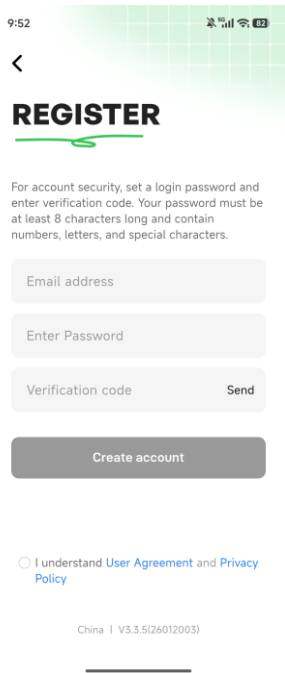 9:52
5G 82
REGISTER
For account security, set a login password and
enter verification code. Your password must be
at least 8 characters long and contain
numbers, letters, and special characters.
Email address
Enter Password
Verification code Send
Create account
I understand User Agreement and Privacy
Policy
China | V3.3.5(26012003)